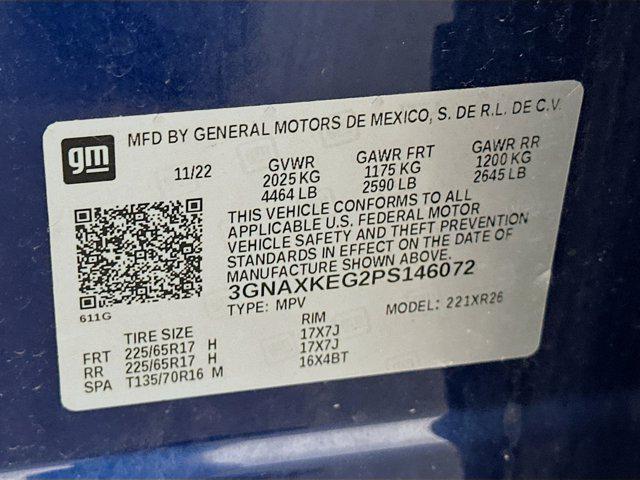 gm
MFD BY GENERAL MOTORS DE MEXICO, S. DE R.L. DE C.V.
11/22 GVWR GAWR FRT GAWR RR
2025 KG 1175 KG 1200 KG
4464 LB 2590 LB 2645 LB
THIS VEHICLE CONFORMS TO ALL
APPLICABLE U.S. FEDERAL MOTOR
VEHICLE SAFETY AND THEFT PREVENTION
STANDARDS IN EFFECT ON THE DATE OF
MANUFACTURE SHOWN ABOVE.
3GNAXKEG2PS146072
611G TYPE: MPV MODEL: 221XR26
TIRE SIZE RIM
FRT 225/65R17 H 17X7J
RR 225/65R17 H 17X7J
SPA T135/70R16 M 16X4BT